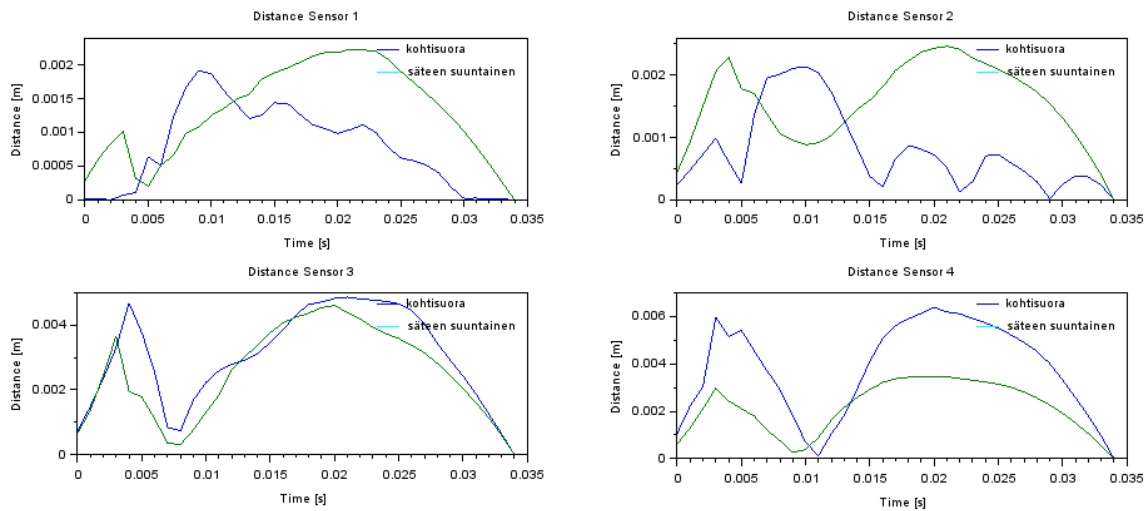 Distance Sensor 1
0.002
0.0015
0.001
0.0005
0
Distance [m]
kohtisuora
säteen suuntainen
0 0.005 0.01 0.015 0.02 0.025 0.03 0.035
Time [s]
Distance Sensor 2
0.002
0.001
0
Distance [m]
kohtisuora
säteen suuntainen
0 0.005 0.01 0.015 0.02 0.025 0.03 0.035
Time [s]
Distance Sensor 3
0.004
0.002
0
Distance [m]
kohtisuora
säteen suuntainen
0 0.005 0.01 0.015 0.02 0.025 0.03 0.035
Time [s]
Distance Sensor 4
0.006
0.004
0.002
0
Distance [m]
kohtisuora
säteen suuntainen
0 0.005 0.01 0.015 0.02 0.025 0.03 0.035
Time [s]